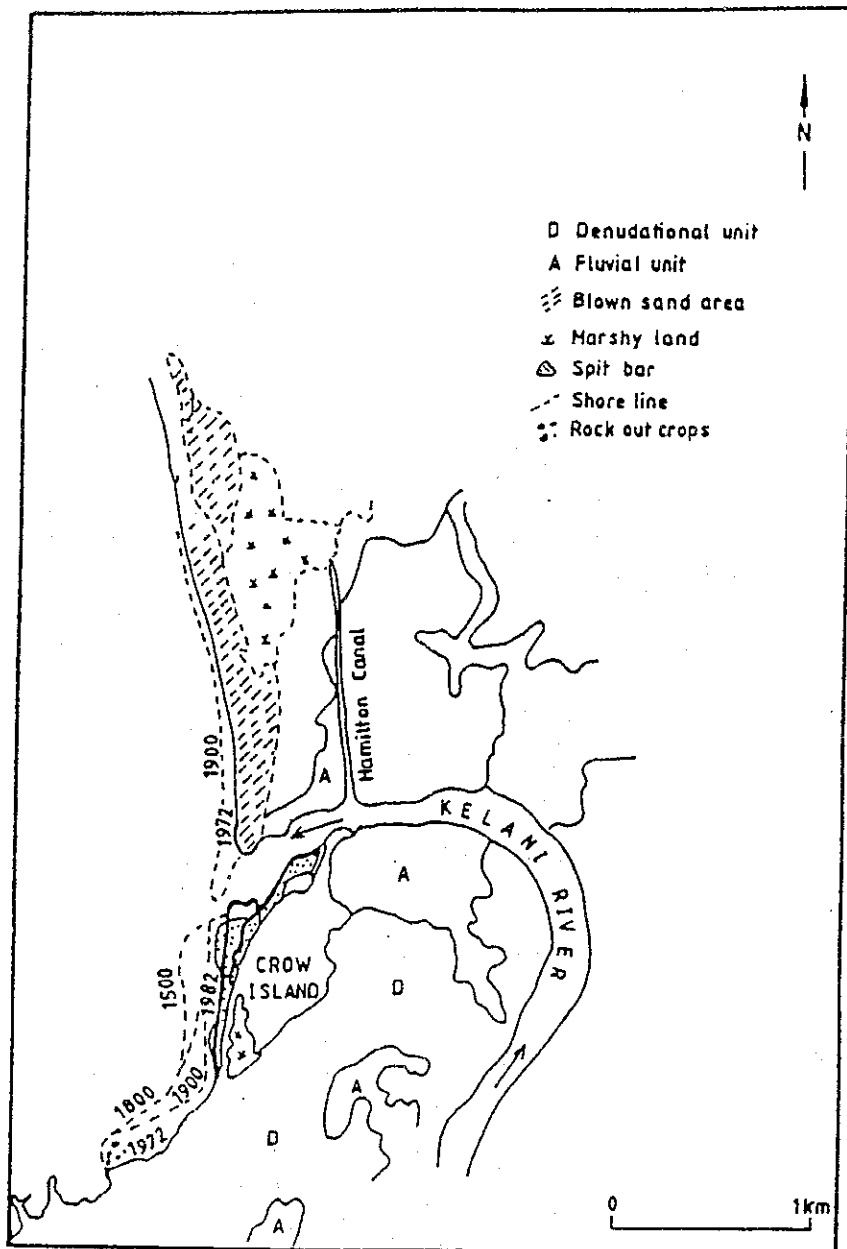 N
D Denudational unit
A Fluvial unit
Blown sand area
Marshy land
Spit bar
Shore line
Rock out crops
Hamilton Canal
1900
1972
A
KELANI RIVER
A
CROW
ISLAND
D
1500
1982
1800
1900
1972
A
D
A
0 1km